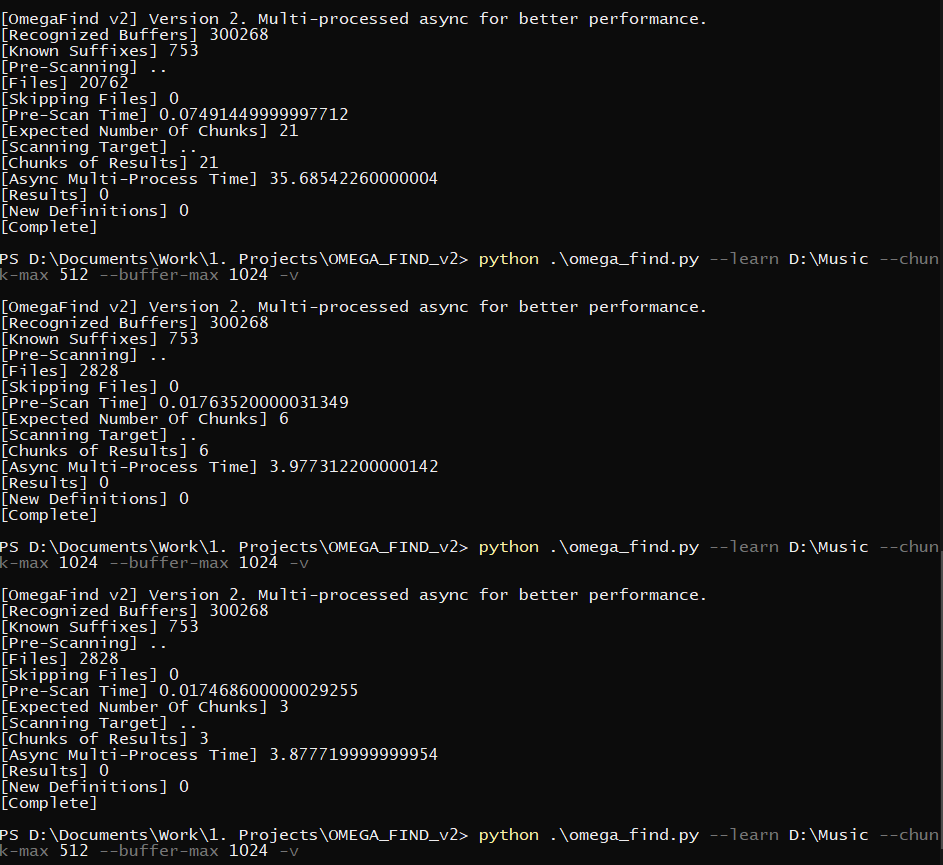 [OmegaFind v2] Version 2. Multi-processed async for better performance.
[Recognized Buffers] 300268
[Known Suffixes] 753
[Pre-Scanning] ..
[Files] 20762
[Skipping Files] 0
[Pre-Scan Time] 0.07491449999997712
[Expected Number Of Chunks] 21
[Scanning Target] ..
[Chunks of Results] 21
[Async Multi-Process Time] 35.68542260000004
[Results] 0
[New Definitions] 0
[Complete]
PS D:\Documents\Work\1. Projects\OMEGA_FIND_v2> python .\omega_find.py --learn D:\Music --chun
k-max 512 --buffer-max 1024 -v
[OmegaFind v2] Version 2. Multi-processed async for better performance.
[Recognized Buffers] 300268
[Known Suffixes] 753
[Pre-Scanning] ..
[Files] 2828
[Skipping Files] 0
[Pre-Scan Time] 0.01763520000031349
[Expected Number Of Chunks] 6
[Scanning Target] ..
[Chunks of Results] 6
[Async Multi-Process Time] 3.977312200000142
[Results] 0
[New Definitions] 0
[Complete]
PS D:\Documents\Work\1. Projects\OMEGA_FIND_v2> python .\omega_find.py --learn D:\Music --chun
k-max 1024 --buffer-max 1024 -v
[OmegaFind v2] Version 2. Multi-processed async for better performance.
[Recognized Buffers] 300268
[Known Suffixes] 753
[Pre-Scanning] ..
[Files] 2828
[Skipping Files] 0
[Pre-Scan Time] 0.017468600000029255
[Expected Number Of Chunks] 3
[Scanning Target] ..
[Chunks of Results] 3
[Async Multi-Process Time] 3.877719999999954
[Results] 0
[New Definitions] 0
[Complete]
PS D:\Documents\Work\1. Projects\OMEGA_FIND_v2> python .\omega_find.py --learn D:\Music --chun
k-max 512 --buffer-max 1024 -v